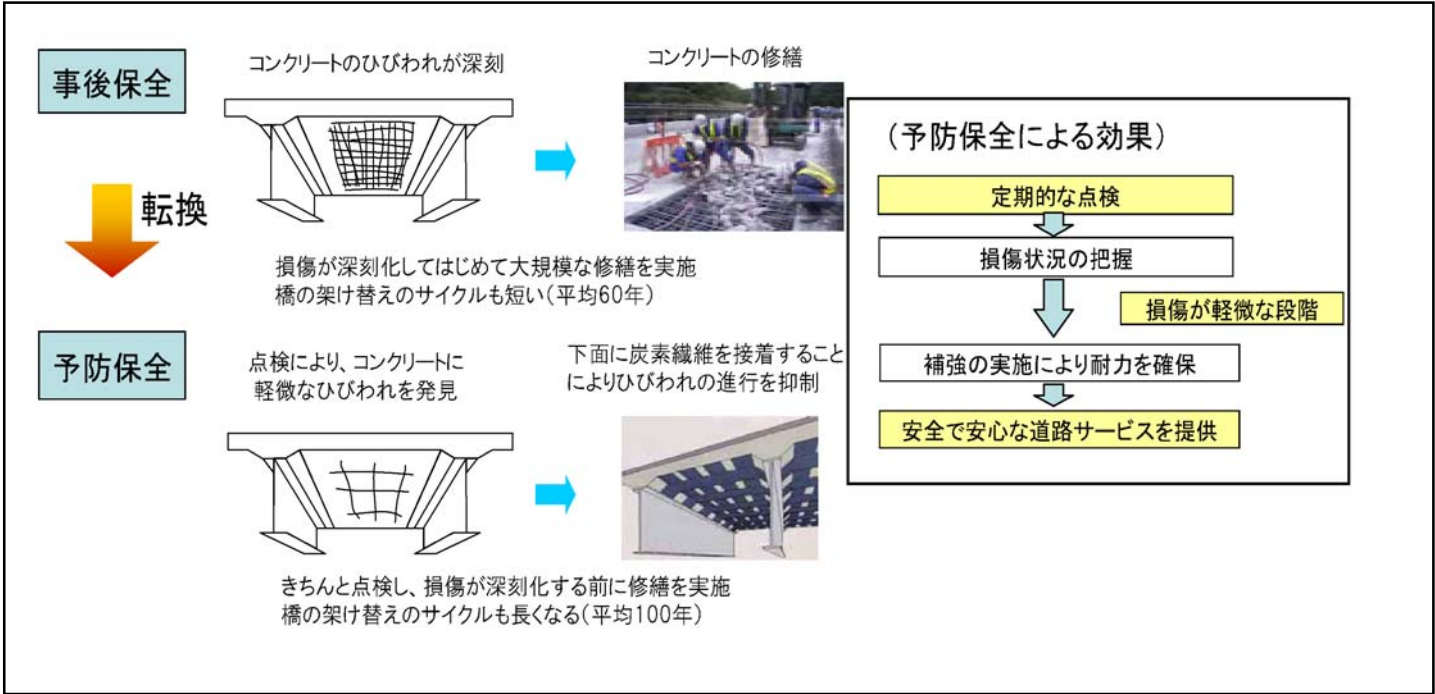 事後保全
コンクリートのひびわれが深刻
コンクリートの修繕
転換
損傷が深刻化してはじめて大規模な修繕を実施
橋の架け替えのサイクルも短い(平均60年)
予防保全
点検により、コンクリートに
軽微なひびわれを発見
下面に炭素繊維を接着すること
によりひびわれの進行を抑制
きちんと点検し、損傷が深刻化する前に修繕を実施
橋の架け替えのサイクルも長くなる(平均100年)
(予防保全による効果)
定期的な点検
損傷状況の把握
損傷が軽微な段階
補強の実施により耐力を確保
安全で安心な道路サービスを提供